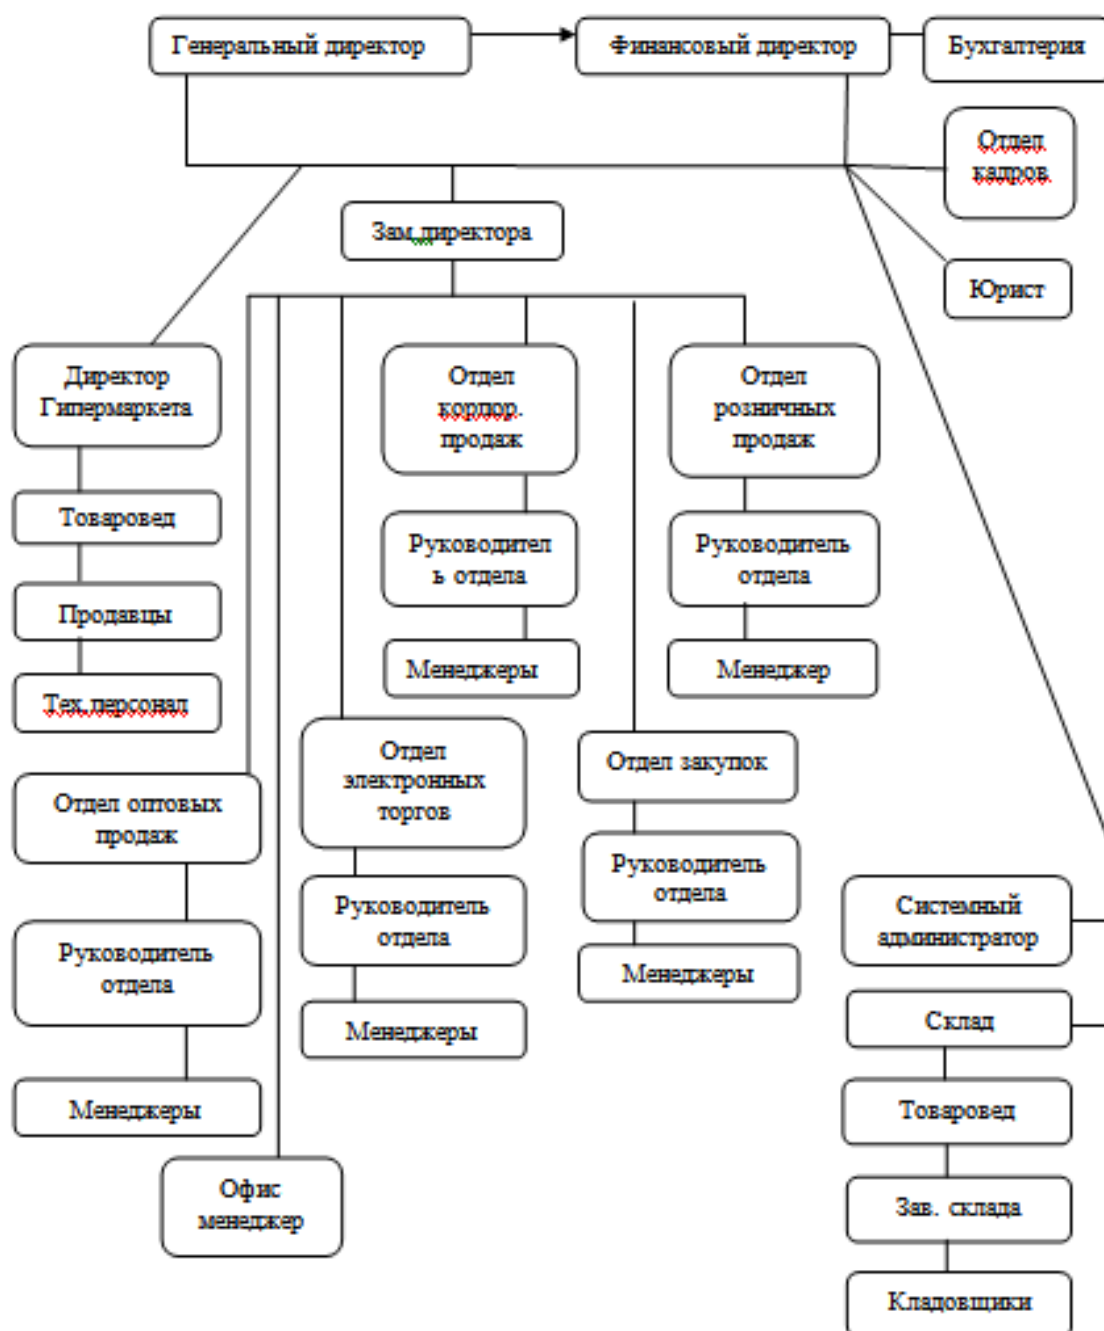 Генеральный директор
Финансовый директор
Бухгалтерия
Отдел
кадров
Зам.директора
Юрист
Директор
Гипермаркета
Отдел
корпор.
продаж
Отдел
розничных
продаж
Товаровед
Руководител
ь отдела
Руководитель
отдела
Продавцы
Менеджеры
Менеджер
Тех.персонал
Отдел
электронных
торгов
Отдел закупок
Отдел оптовых
продаж
Руководитель
отдела
Руководитель
отдела
Системный
администратор
Руководитель
отдела
Менеджеры
Менеджеры
Склад
Менеджеры
Товаровед
Офис
менеджер
Зав. склада
Кладовщики